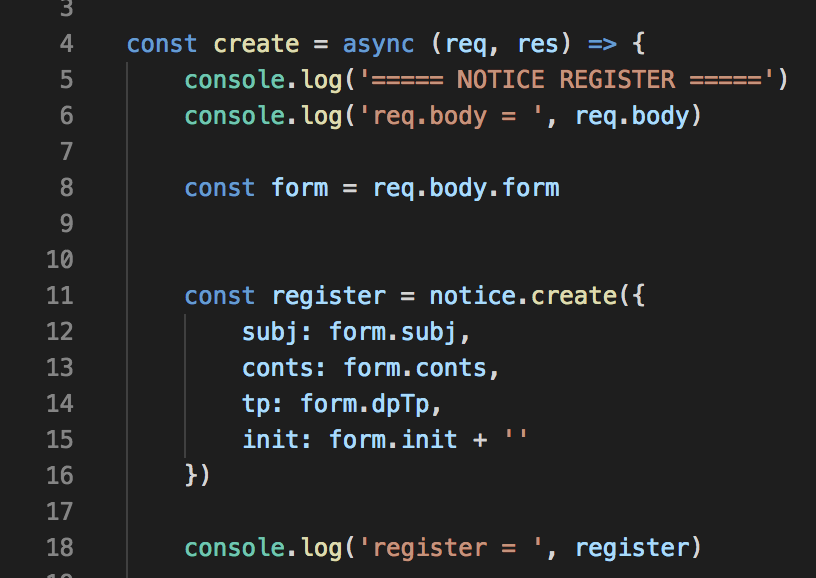 3
4 const create = async (req, res) => {
5 console.log('===== NOTICE REGISTER =====')
6 console.log('req.body = ', req.body)
7
8 const form = req.body.form
9
10
11 const register = notice.create({
12 subj: form.subj,
13 conts: form.conts,
14 tp: form.dpTp,
15 init: form.init + ''
16 })
17
18 console.log('register = ', register)